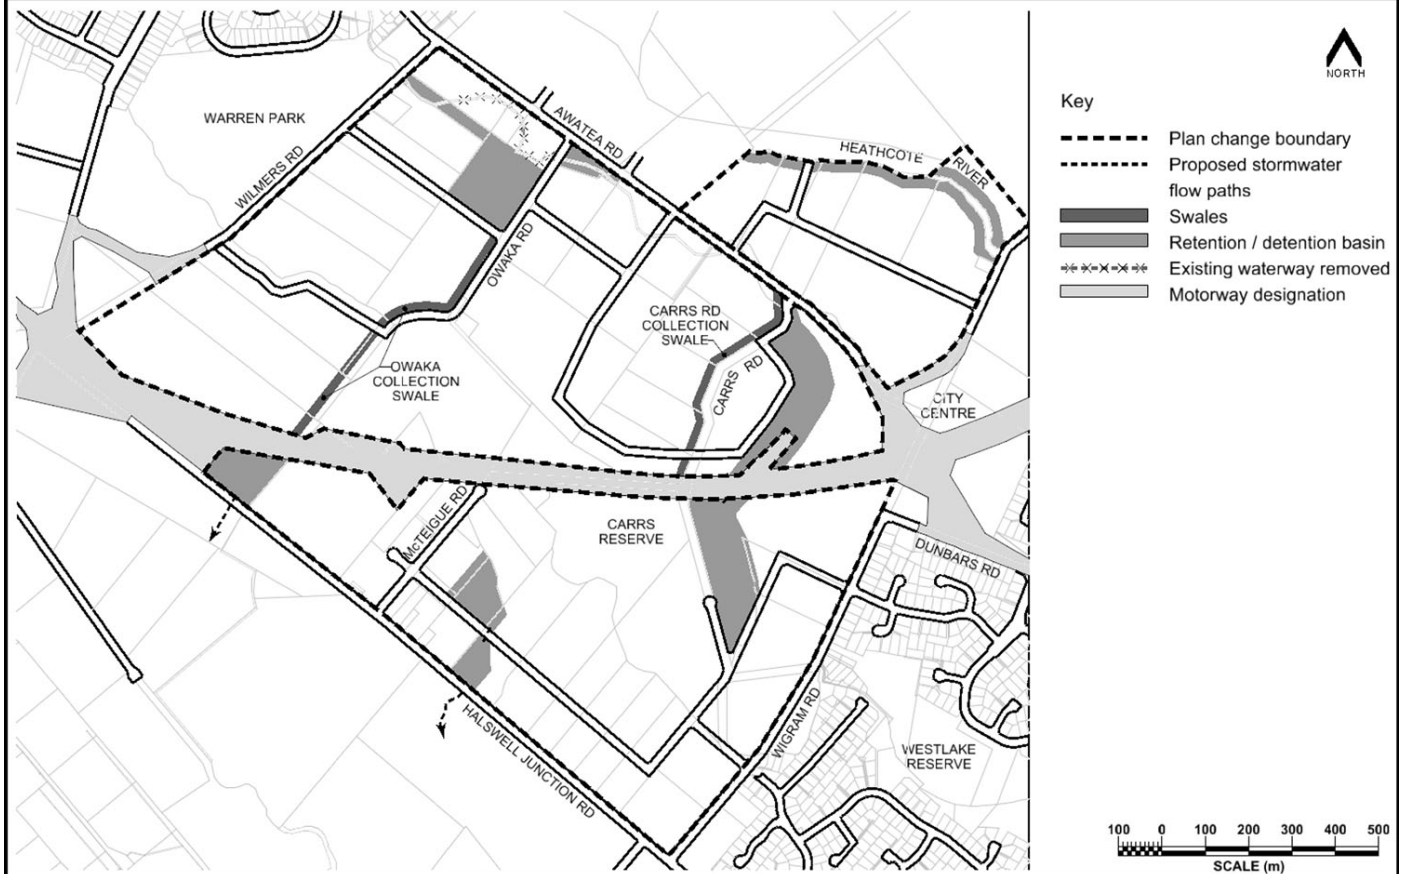 WARREN PARK
WILMERS RD
AWATEA RD
HEATHCOTE
RIVER
OWAKA RD
CARRS RD
COLLECTION
SWALE
CARRS
RD
OWAKA
COLLECTION
SWALE
CITY
CENTRE
McTEIGUE RD
CARRS
RESERVE
DUNBARS RD
HALSWELL JUNCTION RD
WIGRAM RD
WESTLAKE
RESERVE
NORTH
Key
Plan change boundary
Proposed stormwater
flow paths
Swales
Retention / detention basin
Existing waterway removed
Motorway designation
100 0 100 200 300 400 500
SCALE (m)